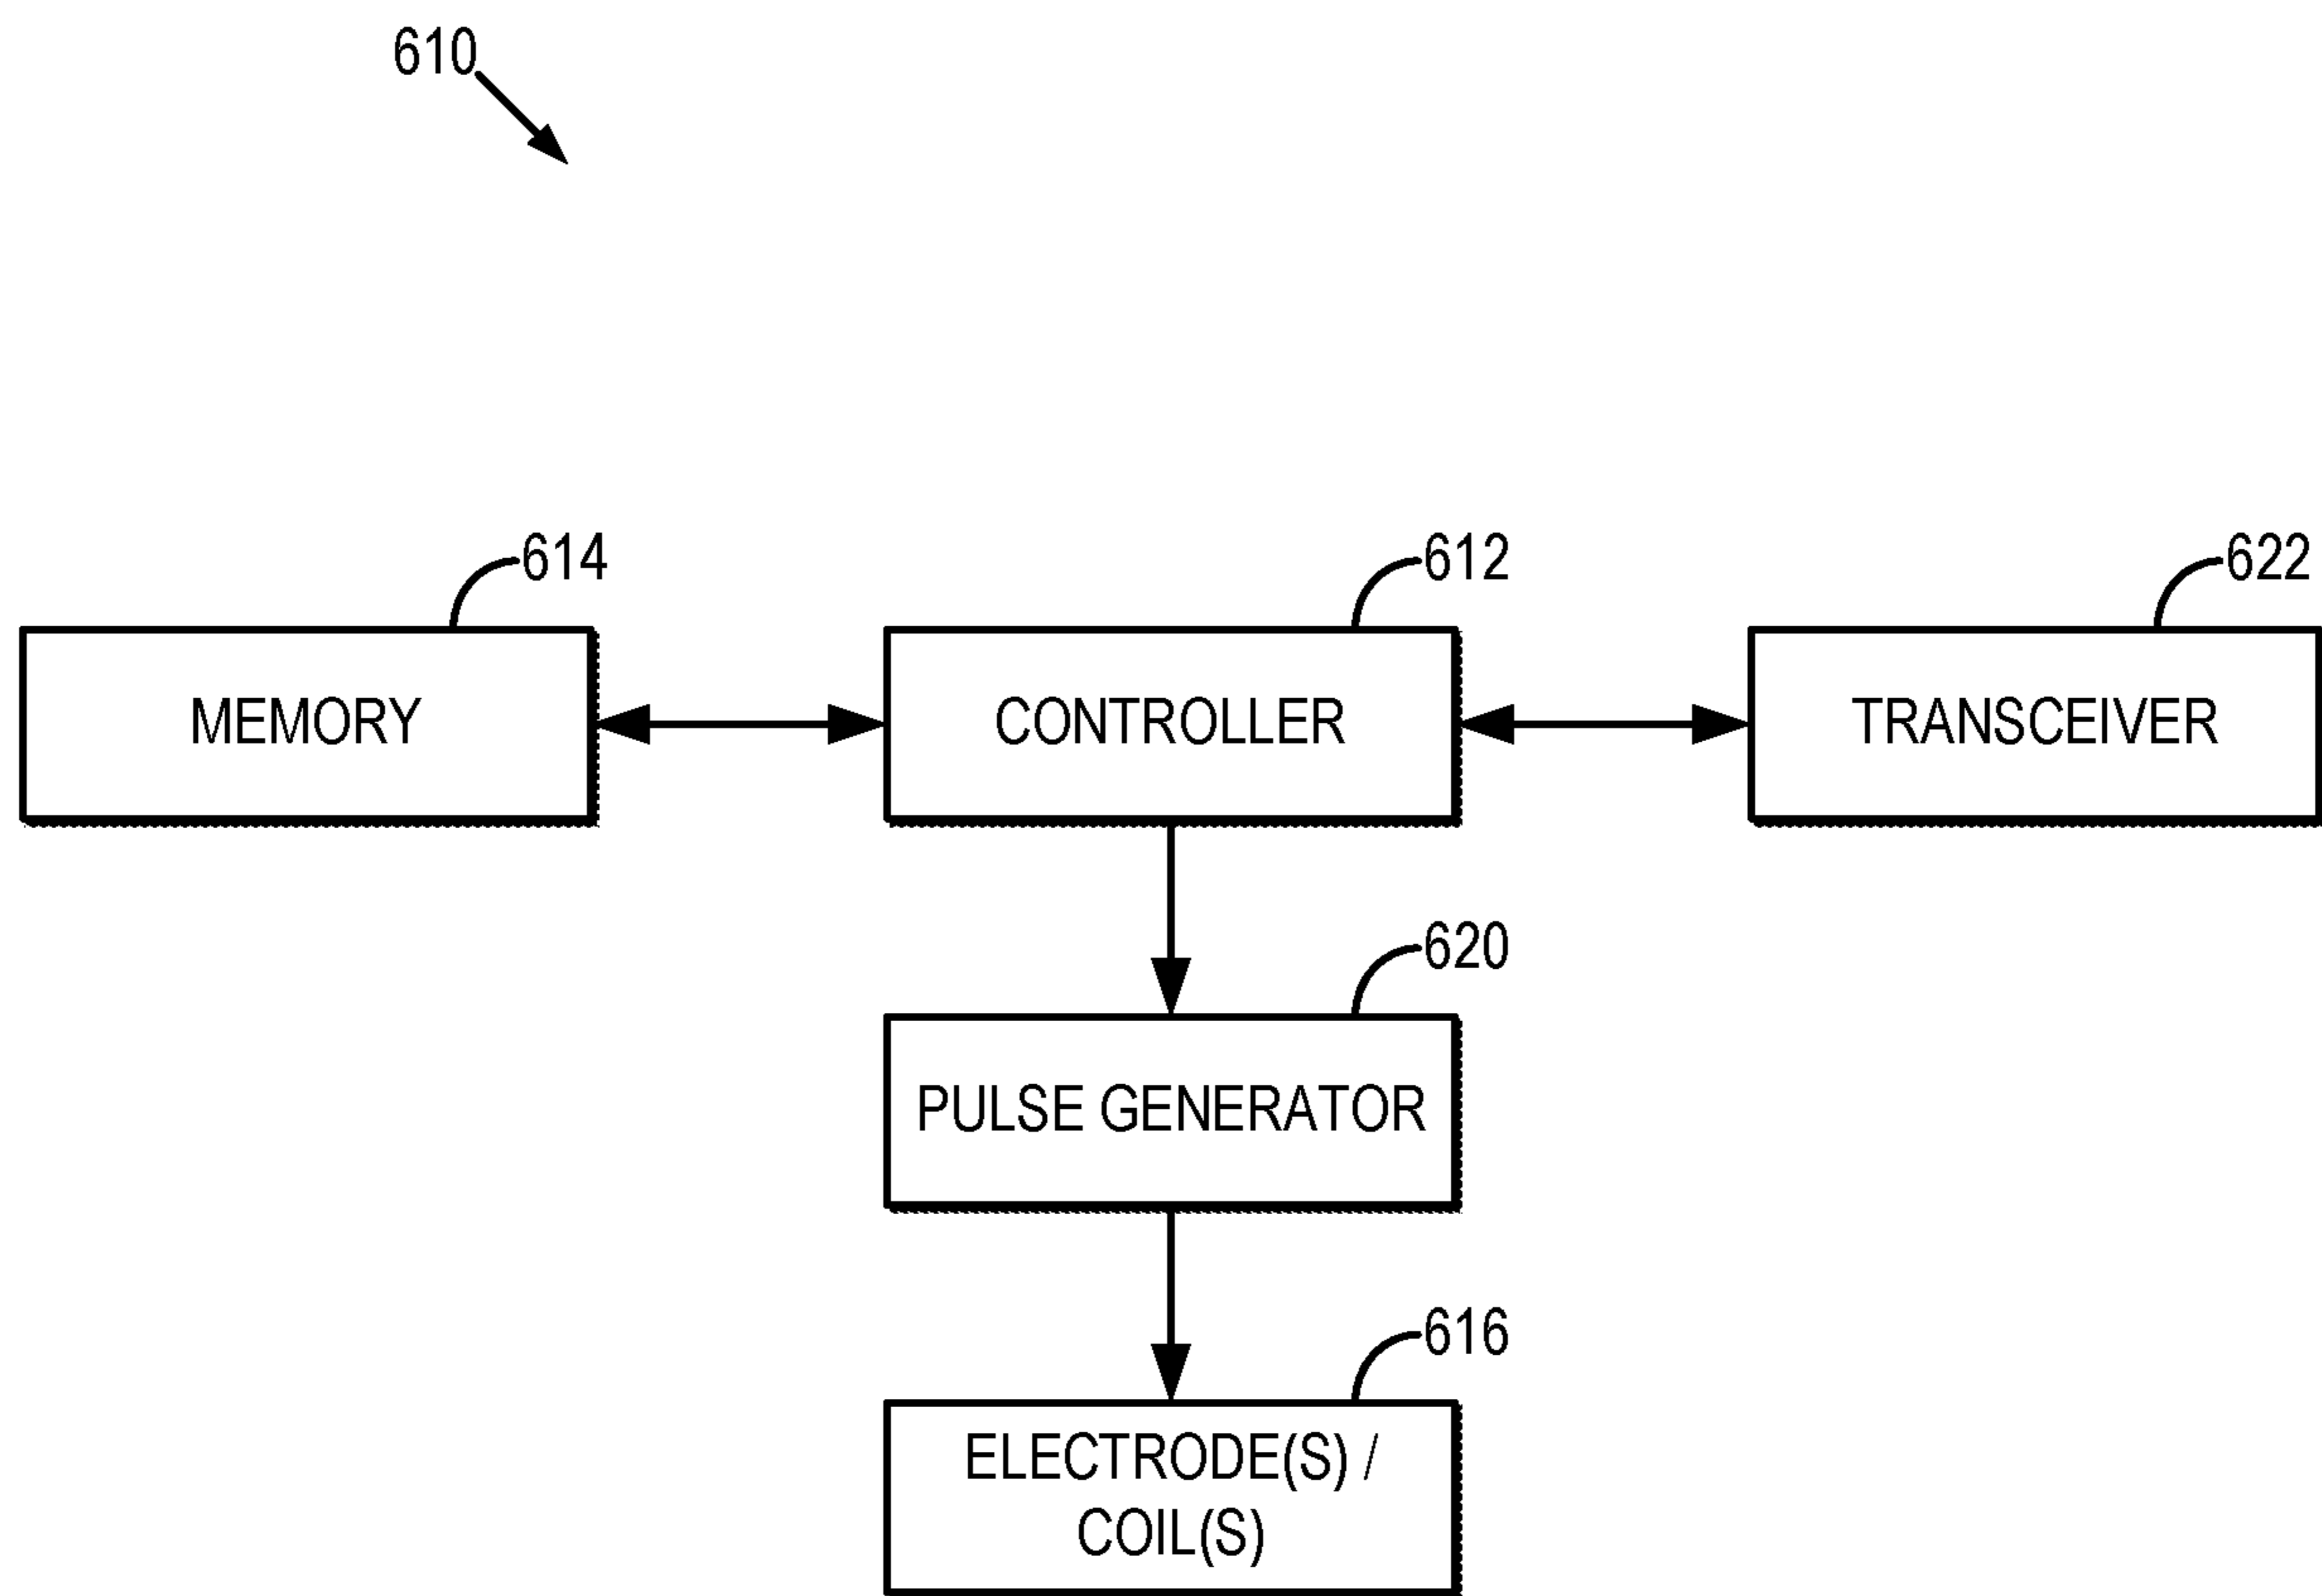 610
614
612
622
MEMORY
CONTROLLER
TRANSCEIVER
620
PULSE GENERATOR
616
ELECTRODE(S) /
COIL(S)